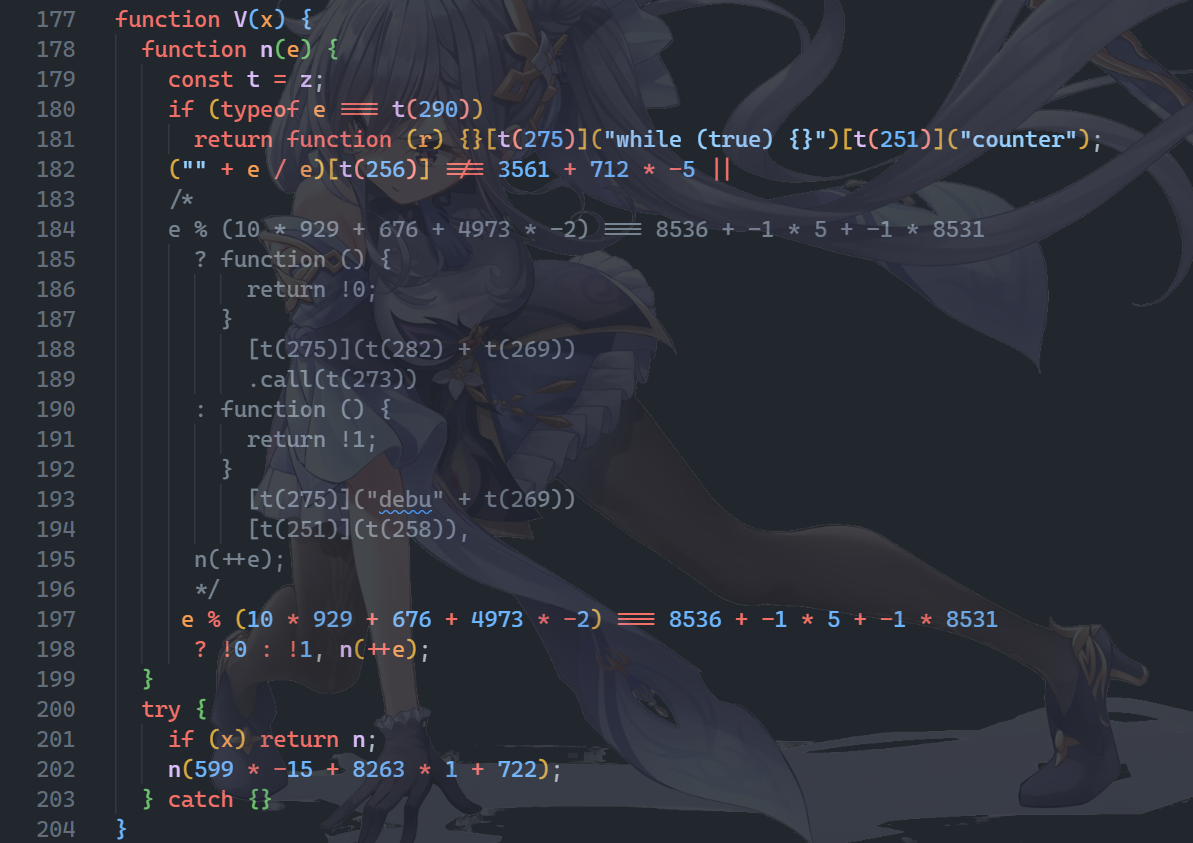 177 function V(x) {
178 function n(e) {
179 const t = z;
180 if (typeof e === t(290))
181 return function (r) {}[t(275)]("while (true) {}")[t(251)]("counter");
182 ("" + e / e)[t(256)] !== 3561 + 712 * -5 ||
183 /*
184 e % (10 * 929 + 676 + 4973 * -2) === 8536 + -1 * 5 + -1 * 8531
185 ? function () {
186 return !0;
187 }
188 [t(275)](t(282) + t(269))
189 .call(t(273))
190 : function () {
191 return !1;
192 }
193 [t(275)]("debu" + t(269))
194 [t(251)](t(258)),
195 n(++e);
196 */
197 e % (10 * 929 + 676 + 4973 * -2) === 8536 + -1 * 5 + -1 * 8531
198 ? !0 : !1, n(++e);
199 }
200 try {
201 if (x) return n;
202 n(599 * -15 + 8263 * 1 + 722);
203 } catch {}
204 }